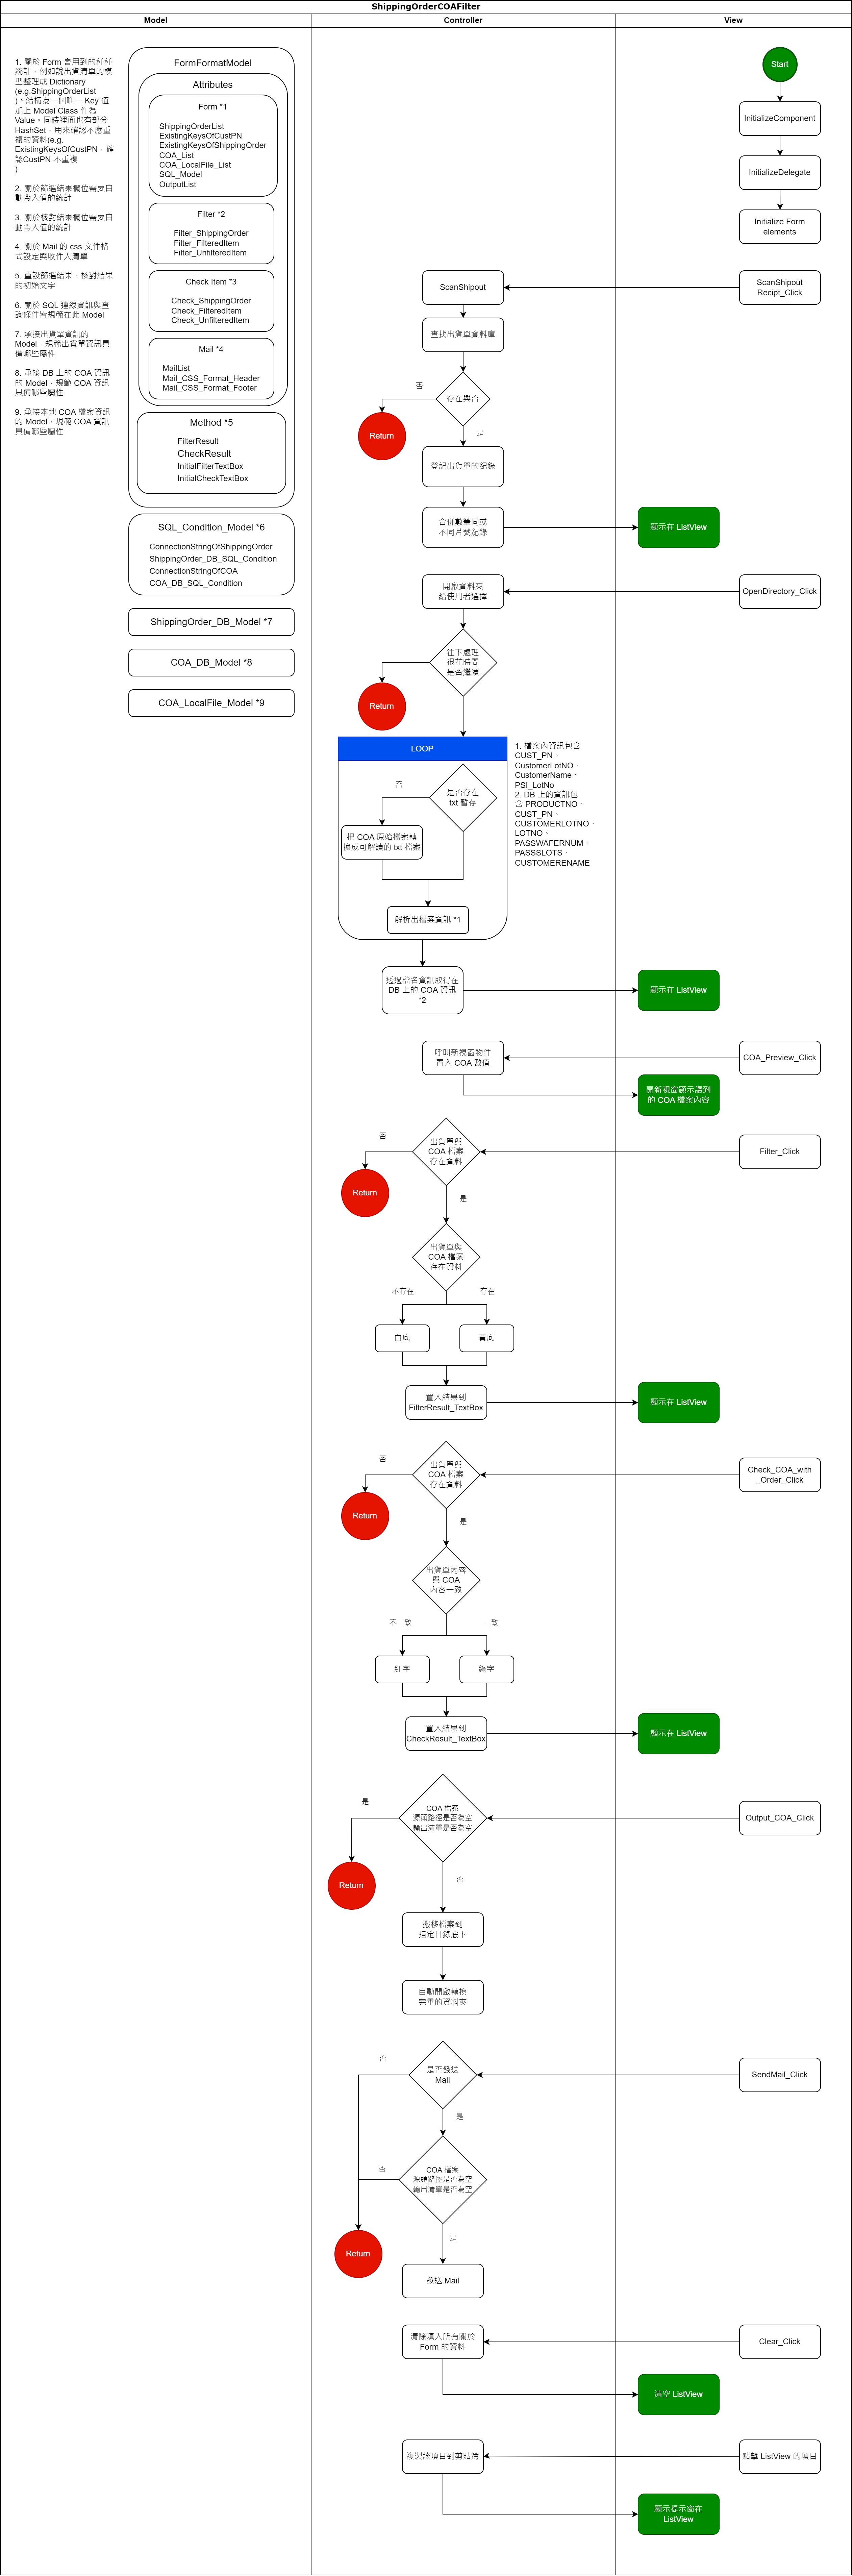 ShippingOrderCOAFilter
Model
Controller
View
1. 關於 Form 會用到的種種
統計，例如說出貨清單的模
型整理成 Dictionary
(e.g.ShippingOrderList
)。結構為一個唯一 Key 值
加上 Model Class 作為
Value。同時裡面也有部分
HashSet，用來確認不應重
複的資料(e.g.
ExistingKeysOfCustPN，確
認CustPN 不重複
)
2. 關於篩選結果欄位需要自
動帶入值的統計
3. 關於核對結果欄位需要自
動帶入值的統計
4. 關於 Mail 的 css 文件格
式設定與收件人清單
5. 重設篩選結果、核對結果
的初始文字
6. 關於 SQL 連線資訊與查
詢條件皆規範在此 Model
7. 承接出貨單資訊的
Model，規範出貨單資訊具
備哪些屬性
8. 承接 DB 上的 COA 資訊
的 Model，規範 COA 資訊
具備哪些屬性
9. 承接本地 COA 檔案資訊
的 Model，規範 COA 資訊
具備哪些屬性
FormFormatModel
Attributes
Form *1
ShippingOrderList
ExistingKeysOfCustPN
ExistingKeysOfShippingOrder
COA_List
COA_LocalFile_List
SQL_Model
OutputList
Filter *2
Filter_ShippingOrder
Filter_FilteredItem
Filter_UnfilteredItem
Check Item *3
Check_ShippingOrder
Check_FilteredItem
Check_UnfilteredItem
Mail *4
MailList
Mail_CSS_Format_Header
Mail_CSS_Format_Footer
Method *5
FilterResult
CheckResult
InitialFilterTextBox
InitialCheckTextBox
SQL_Condition_Model *6
ConnectionStringOfShippingOrder
ShippingOrder_DB_SQL_Condition
ConnectionStringOfCOA
COA_DB_SQL_Condition
ShippingOrder_DB_Model *7
COA_DB_Model *8
COA_LocalFile_Model *9
Start
InitializeComponent
InitializeDelegate
Initialize Form
elements
ScanShipout
ScanShipout
Recipt_Click
查找出貨單資料庫
存在與否
否
Return
是
登記出貨單的紀錄
合併數筆同或
不同片號紀錄
顯示在 ListView
開啟資料夾
給使用者選擇
OpenDirectory_Click
往下處理
很花時間
是否繼續
Return
LOOP
是否存在
txt 暫存
否
把 COA 原始檔案轉
換成可解讀的 txt 檔案
解析出檔案資訊 *1
1. 檔案內資訊包含
CUST_PN、
CustomerLotNO、
CustomerName、
PSI_LotNo
2. DB 上的資訊包
含 PRODUCTNO、
CUST_PN、
CUSTOMERLOTNO、
LOTNO、
PASSWAFERNUM、
PASSSLOTS、
CUSTOMERENAME
透過檔名資訊取得在
DB 上的 COA 資訊
*2
顯示在 ListView
呼叫新視窗物件
置入 COA 數值
COA_Preview_Click
開新視窗顯示讀到
的 COA 檔案內容
出貨單與
COA 檔案
存在資料
Filter_Click
否
Return
是
出貨單與
COA 檔案
存在資料
不存在
存在
白底
黃底
置入結果到
FilterResult_TextBox
顯示在 ListView
出貨單與
COA 檔案
存在資料
Check_COA_with
_Order_Click
否
Return
是
出貨單內容
與 COA
內容一致
不一致
一致
紅字
綠字
置入結果到
CheckResult_TextBox
顯示在 ListView
COA 檔案
源頭路徑是否為空
輸出清單是否為空
Output_COA_Click
是
Return
否
搬移檔案到
指定目錄底下
自動開啟轉換
完畢的資料夾
是否發送
Mail
SendMail_Click
否
是
COA 檔案
源頭路徑是否為空
輸出清單是否為空
否
Return
是
發送 Mail
清除填入所有關於
Form 的資料
Clear_Click
清空 ListView
複製該項目到剪貼簿
點擊 ListView 的項目
顯示提示窗在
ListView